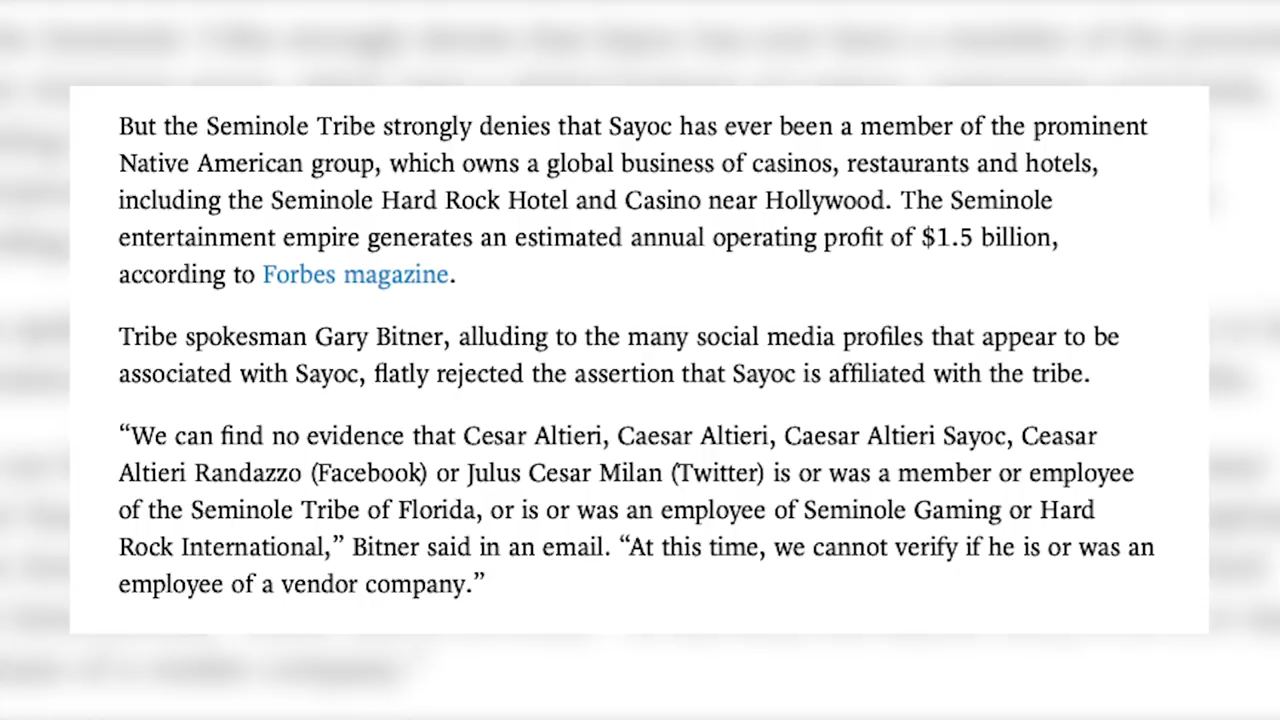 But the Seminole Tribe strongly denies that Sayoc has ever been a member of the prominent
Native American group, which owns a global business of casinos, restaurants and hotels,
including the Seminole Hard Rock Hotel and Casino near Hollywood. The Seminole
entertainment empire generates an estimated annual operating profit of $1.5 billion,
according to Forbes magazine.
Tribe spokesman Gary Bitner, alluding to the many social media profiles that appear to be
associated with Sayoc, flatly rejected the assertion that Sayoc is affiliated with the tribe.
“We can find no evidence that Cesar Altieri, Caesar Altieri, Caesar Altieri Sayoc, Ceasar
Altieri Randazzo (Facebook) or Julus Cesar Milan (Twitter) is or was a member or employee
of the Seminole Tribe of Florida, or is or was an employee of Seminole Gaming or Hard
Rock International,” Bitner said in an email. “At this time, we cannot verify if he is or was an
employee of a vendor company.”